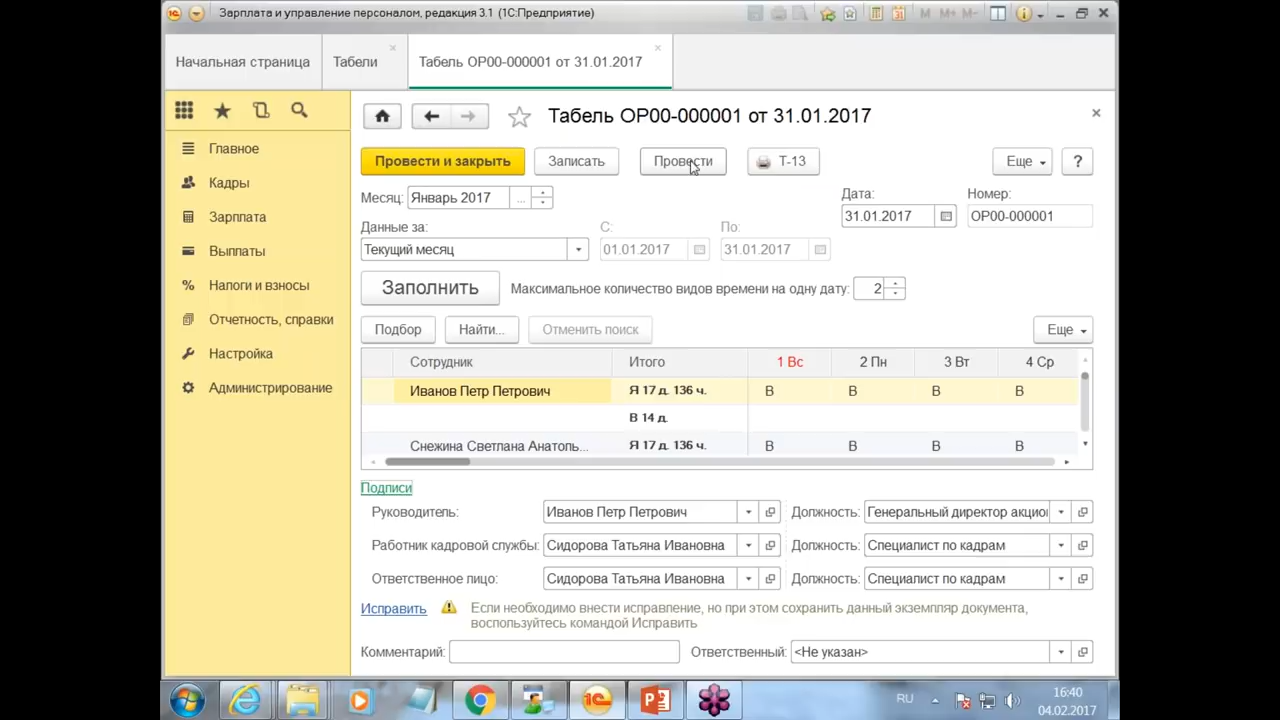 Зарплата и управление персоналом, редакция 3.1 (1С:Предприятие)
M M+ M-
Начальная страница
Табели
Табель ОР00-000001 от 31.01.2017
Главное
Кадры
Зарплата
Выплаты
Налоги и взносы
Отчетность, справки
Настройка
Администрирование
Табель ОР00-000001 от 31.01.2017
Провести и закрыть Записать Провести Т-13 Еще ?
Месяц: Январь 2017 ...
Дата: Номер:
31.01.2017 ОР00-000001
Данные за: С: По:
Текущий месяц 01.01.2017 31.01.2017
Заполнить Максимальное количество видов времени на одну дату: 2
Подбор Найти... Отменить поиск Еще
Сотрудник Итого 1 Вс 2 Пн 3 Вт 4 Ср
Иванов Петр Петрович Я 17 д. 136 ч. В В В В
В 14 д.
Снежина Светлана Анатоль... Я 17 д. 136 ч. В В В В
Подписи
Руководитель: Иванов Петр Петрович Должность: Генеральный директор акцио
Работник кадровой службы: Сидорова Татьяна Ивановна Должность: Специалист по кадрам
Ответственное лицо: Сидорова Татьяна Ивановна Должность: Специалист по кадрам
Исправить Если необходимо внести исправление, но при этом сохранить данный экземпляр документа,
воспользуйтесь командой Исправить
Комментарий: Ответственный: <Не указан>
RU 16:40
04.02.2017